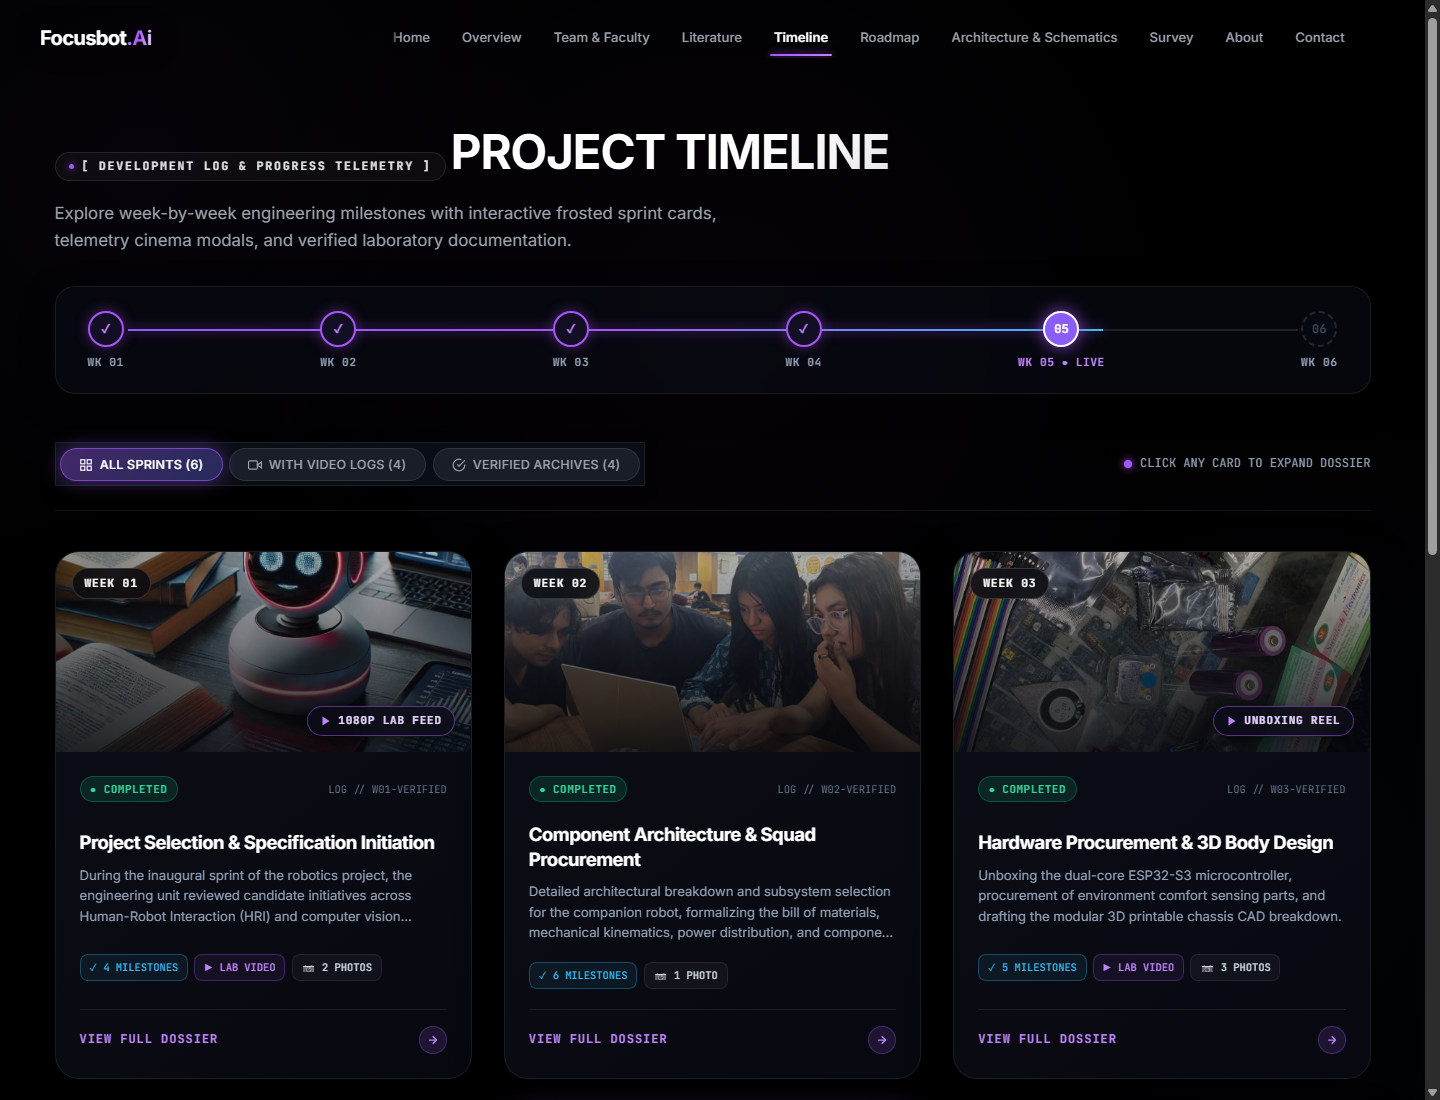 Focusbot.Ai
Home
Overview
Team & Faculty
Literature
Timeline
Roadmap
Architecture & Schematics
Survey
About
Contact
[ DEVELOPMENT LOG & PROGRESS TELEMETRY ]
PROJECT TIMELINE
Explore week-by-week engineering milestones with interactive frosted sprint cards,
telemetry cinema modals, and verified laboratory documentation.
✓ ✓ ✓ ✓ 05 06
WK 01 WK 02 WK 03 WK 04 WK 05 • LIVE WK 06
ALL SPRINTS (6)
WITH VIDEO LOGS (4)
VERIFIED ARCHIVES (4)
CLICK ANY CARD TO EXPAND DOSSIER
WEEK 01
▶ 1080P LAB FEED
• COMPLETED
LOG // W01-VERIFIED
Project Selection & Specification Initiation
During the inaugural sprint of the robotics project, the
engineering unit reviewed candidate initiatives across
Human-Robot Interaction (HRI) and computer vision...
✓ 4 MILESTONES
▶ LAB VIDEO
2 PHOTOS
VIEW FULL DOSSIER
WEEK 02
• COMPLETED
LOG // W02-VERIFIED
Component Architecture & Squad
Procurement
Detailed architectural breakdown and subsystem selection
for the companion robot, formalizing the bill of materials,
mechanical kinematics, power distribution, and compone...
✓ 6 MILESTONES
1 PHOTO
VIEW FULL DOSSIER
WEEK 03
▶ UNBOXING REEL
• COMPLETED
LOG // W03-VERIFIED
Hardware Procurement & 3D Body Design
Unboxing the dual-core ESP32-S3 microcontroller,
procurement of environment comfort sensing parts, and
drafting the modular 3D printable chassis CAD breakdown.
✓ 5 MILESTONES
▶ LAB VIDEO
3 PHOTOS
VIEW FULL DOSSIER